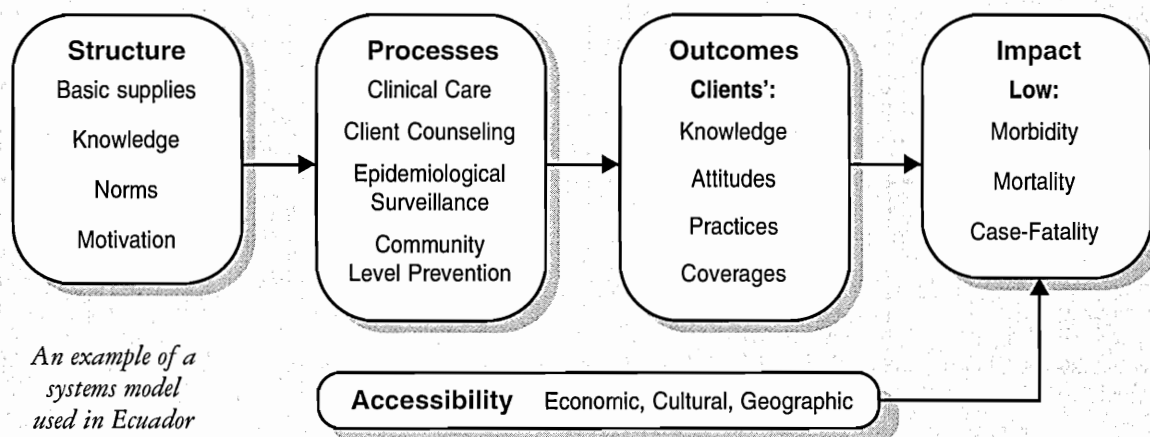 Structure
Basic supplies
Knowledge
Norms
Motivation
Processes
Clinical Care
Client Counseling
Epidemiological
Surveillance
Community
Level Prevention
Outcomes
Clients':
Knowledge
Attitudes
Practices
Coverages
Impact
Low:
Morbidity
Mortality
Case-Fatality
An example of a
systems model
used in Ecuador
Accessibility Economic, Cultural, Geographic